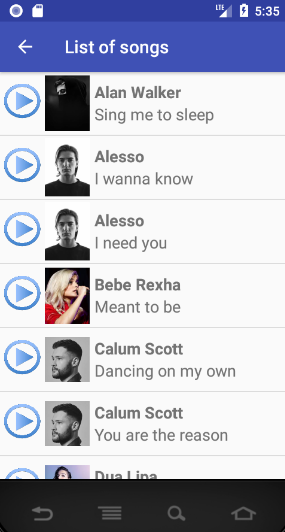 LTE 5:35
List of songs
Alan Walker
Sing me to sleep
Alesso
I wanna know
Alesso
I need you
Bebe Rexha
Meant to be
Calum Scott
Dancing on my own
Calum Scott
You are the reason
Dua Lipa